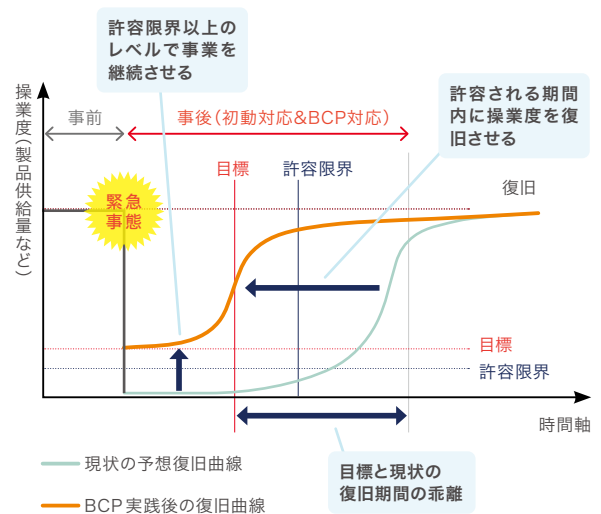 許容限界以上の
レベルで事業を
継続させる
操業度（製品供給量など）
事前
事後（初動対応&BCP対応）
許容される期間
内に操業度を復
旧させる
目標
許容限界
復旧
緊急
事態
目標
許容限界
時間軸
現状の予想復旧曲線
目標と現状の
復旧期間の乖離
BCP実践後の復旧曲線